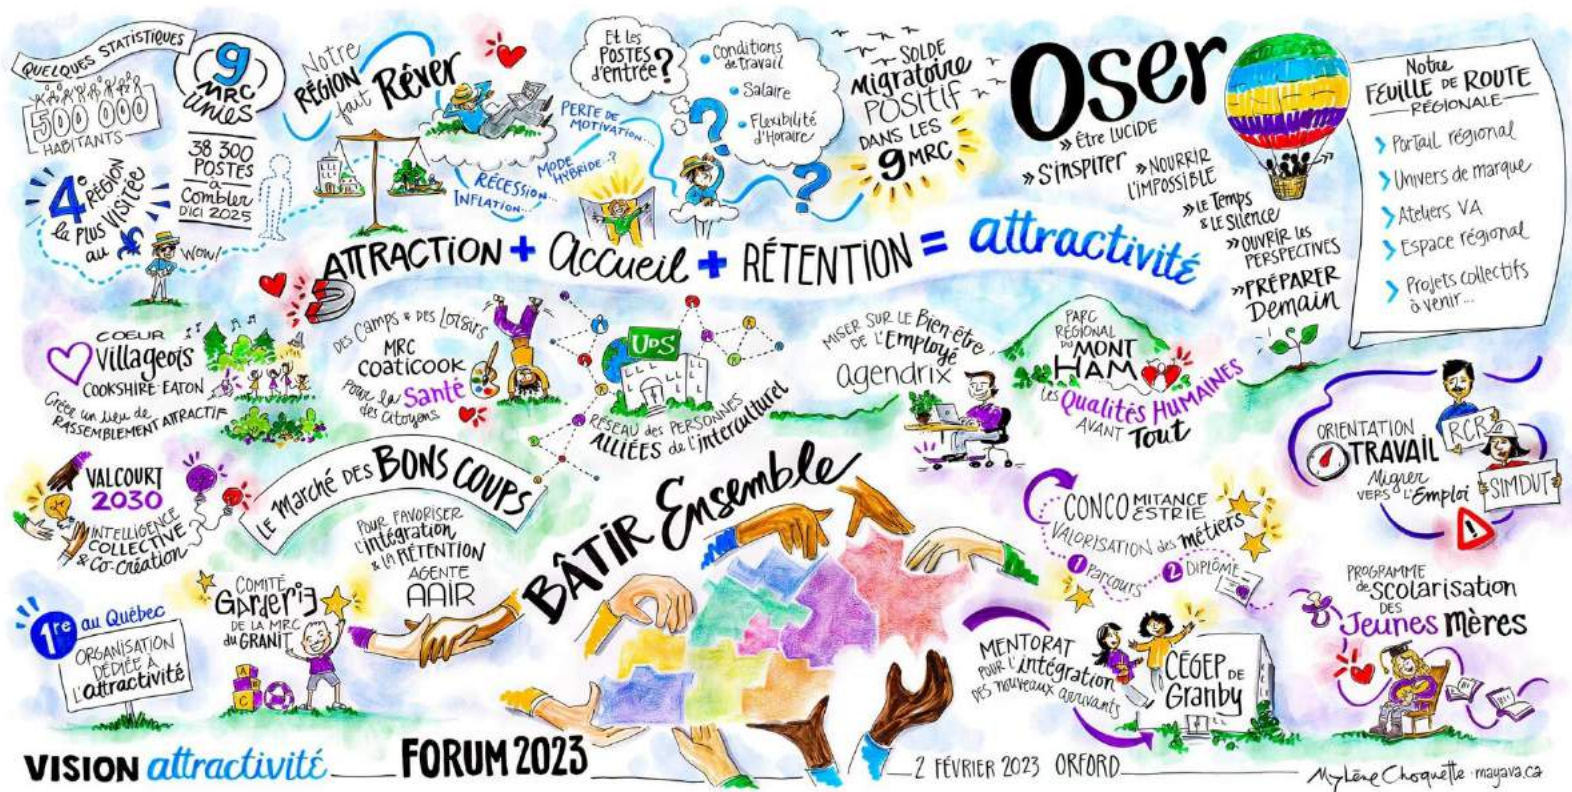 QUELQUES STATISTIQUES
500 000
HABITANTS
9
MRC
UNIES
38 300
POSTES
à
Combler
D'ICI 2025
4e
RÉGION
la PLUS VISITÉE
au
WOW!
Notre
RÉGION
fait Rêver
RÉCESSION...
INFLATION...
MODE
HYBRIDE..?
PERTE DE
MOTIVATION...
Et les
POSTES
d'entrée?
Conditions
de travail
Salaire
Flexibilité
d'Horaire
?
?
SOLDE
Migratoire
POSITIF
DANS LES
9 MRC
Oser
» Être LUCIDE
» S'inspirer
» NOURRIR
L'IMPOSSIBLE
» LE Temps
& LE Silence
» OUVRIR les
PERSPECTIVES
» PRÉPARER
Demain
Notre
FEUILLE DE ROUTE
RÉGIONALE
Portail régional
Univers de marque
Ateliers VA
Espace régional
Projets collectifs
à venir...
ATTRACTION + Accueil + RÉTENTION = attractivité
COEUR
Villageois
COOKSHIRE-EATON
Créer un lieu de
RASSEMBLEMENT ATTRACTIF
Des Camps & DES Loisirs
MRC
COATICOOK
pour la Santé
des citoyens
UDS
RÉSEAU des PERSONNES
ALLIÉES de l'interculturel
MISER SUR LE Bien-être
DE L'Employé
agendrix
PARC
RÉGIONAL
DU MONT
HAM
Les Qualités HUMAINES
AVANT Tout
ORIENTATION
TRAVAIL
Migrer
VERS L'Emploi
RCR
SIMDUT
!
VALCOURT
2030
INTELLIGENCE
COLLECTIVE
& Co-création
LE Marché DES BONS COUPS
POUR FAVORISER
l'intégration
& LA RÉTENTION
AGENTE
AAIR
BÂTIR Ensemble
CONCOMITANCE
ESTRIE
VALORISATION des métiers
1 Parcours
2 DIPLÔME
1re au Québec
ORGANISATION
DÉDIÉE À
L'attractivité
COMITÉ
Garderie
DE LA MRC
du GRANIT
A
B
C
MENTORAT
POUR l'intégration
DES nouveaux arrivants
CÉGEP DE
Granby
PROGRAMME
de scolarisation
DES
Jeunes mères
VISION attractivité FORUM 2023 2 FÉVRIER 2023 ORFORD
Mylène Choquette · mayava.ca